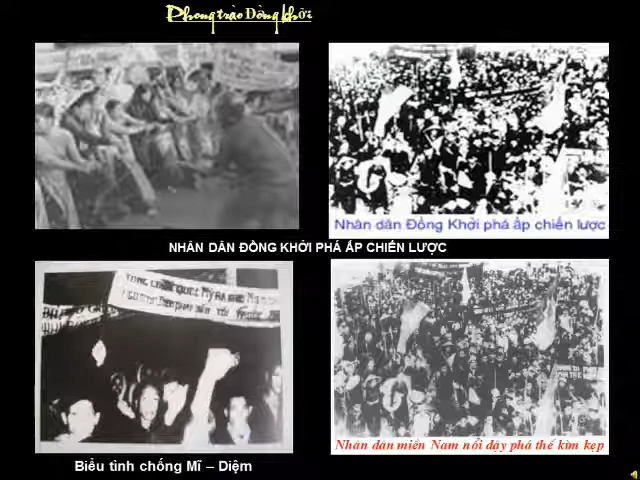 Phong trào Đồng khởi
Nhân dân Đồng Khởi phá ấp chiến lược
NHÂN DÂN ĐỒNG KHỞI PHÁ ẤP CHIẾN LƯỢC
Nhân dân miền Nam nổi dậy phá thế kìm kẹp
Biểu tình chống Mĩ – Diệm